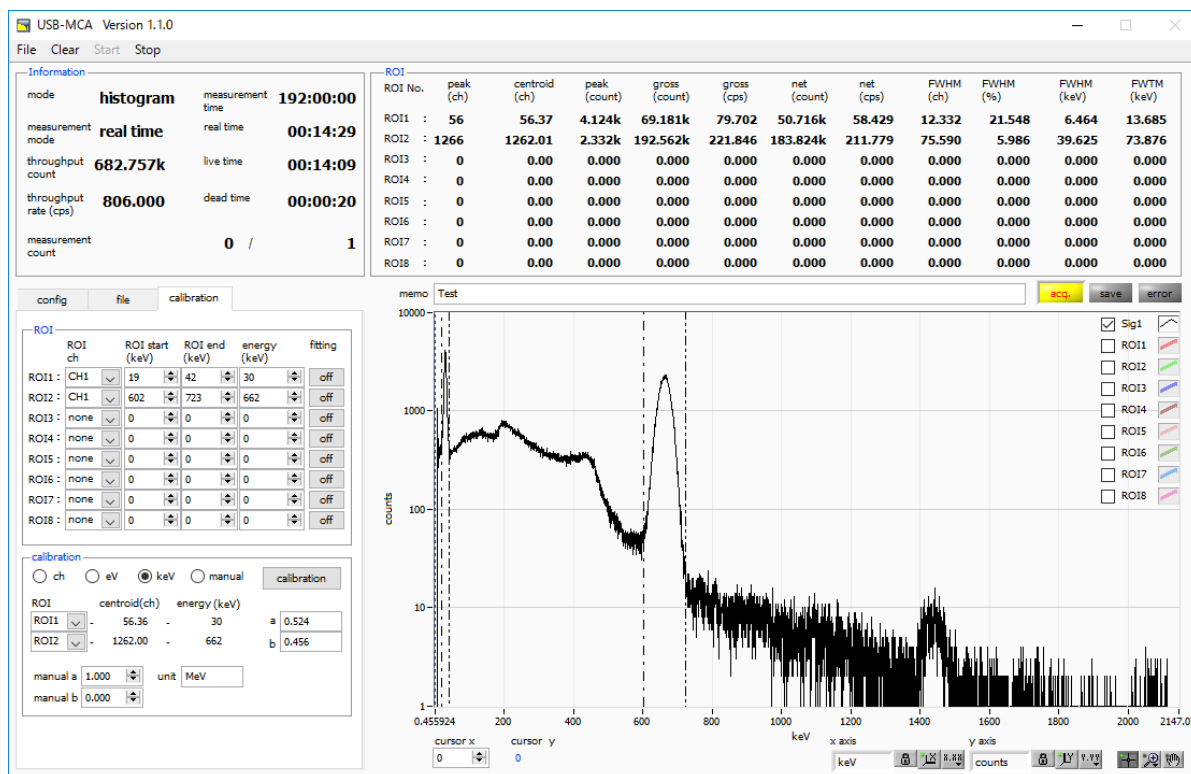 USB-MCA Version 1.1.0
File Clear Start Stop
Information
mode histogram measurement time 192:00:00
measurement mode real time real time 00:14:29
throughput count 682.757k live time 00:14:09
throughput rate (cps) 806.000 dead time 00:00:20
measurement count 0 / 1
ROI
ROI No. peak (ch) centroid (ch) peak (count) gross (count) gross (cps) net (count) net (cps) FWHM (ch) FWHM (%) FWHM (keV) FWTM (keV)
ROI1 : 56 56.37 4.124k 69.181k 79.702 50.716k 58.429 12.332 21.548 6.464 13.685
ROI2 : 1266 1262.01 2.332k 192.562k 221.846 183.824k 211.779 75.590 5.986 39.625 73.876
ROI3 : 0 0.00 0.000 0.000 0.000 0.000 0.000 0.000 0.000 0.000 0.000
ROI4 : 0 0.00 0.000 0.000 0.000 0.000 0.000 0.000 0.000 0.000 0.000
ROI5 : 0 0.00 0.000 0.000 0.000 0.000 0.000 0.000 0.000 0.000 0.000
ROI6 : 0 0.00 0.000 0.000 0.000 0.000 0.000 0.000 0.000 0.000 0.000
ROI7 : 0 0.00 0.000 0.000 0.000 0.000 0.000 0.000 0.000 0.000 0.000
ROI8 : 0 0.00 0.000 0.000 0.000 0.000 0.000 0.000 0.000 0.000 0.000
config file calibration
ROI
ROI ch ROI start (keV) ROI end (keV) energy (keV) fitting
ROI1 : CH1 19 42 30 off
ROI2 : CH1 602 723 662 off
ROI3 : none 0 0 0 off
ROI4 : none 0 0 0 off
ROI5 : none 0 0 0 off
ROI6 : none 0 0 0 off
ROI7 : none 0 0 0 off
ROI8 : none 0 0 0 off
calibration
ch eV keV manual calibration
ROI centroid(ch) energy (keV)
ROI1 - 56.36 - 30 a 0.524
ROI2 - 1262.00 - 662 b 0.456
manual a 1.000 unit MeV
manual b 0.000
memo Test acq. save error
10000
1000
100
10
1
counts
Sig1
ROI1
ROI2
ROI3
ROI4
ROI5
ROI6
ROI7
ROI8
0.455924 200 400 600 800 1000 1200 1400 1600 1800 2000 2147.0
keV
cursor x cursor y x axis y axis
0 0 keV X.XX counts Y.YY